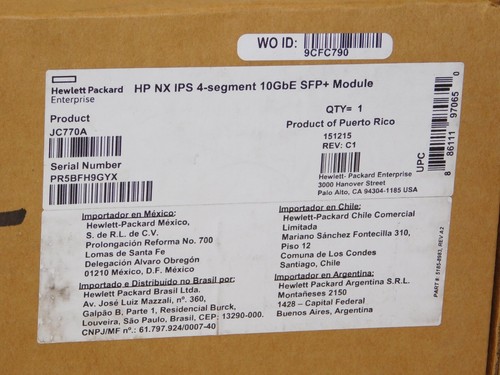 WO ID:
9CFC790
Hewlett Packard
Enterprise
HP NX IPS 4-segment 10GbE SFP+ Module
Product
JC770A
Serial Number
PR5BFH9GYX
QTY= 1
Product of Puerto Rico
151215
REV: C1
Hewlett- Packard Enterprise
3000 Hanover Street
Palo Alto, CA 94304-1185 USA
UPC
8 86111 97065 0
Importador en México:
Hewlett-Packard México,
S. de R.L. de C.V.
Prolongación Reforma No. 700
Lomas de Santa Fe
Delegación Alvaro Obregón
01210 México, D.F. México
Importado e Distribuido no Brasil por:
Hewlett Packard Brasil Ltda.
Av. José Luiz Mazzali, nº. 360,
Galpão B, Parte 1, Residencial Burck,
Louveira, São Paulo, Brasil, CEP: 13290-000.
CNPJ/MF nº: 61.797.924/0007-40
Importador en Chile:
Hewlett-Packard Chile Comercial
Limitada
Mariano Sánchez Fontecilla 310,
Piso 12
Comuna de Los Condes
Santiago, Chile
Importador en Argentina:
Hewlett Packard Argentina S.R.L.
Montañeses 2150
1428 – Capital Federal
Buenos Aires, Argentina
PART #: 5185-8983, REV A2